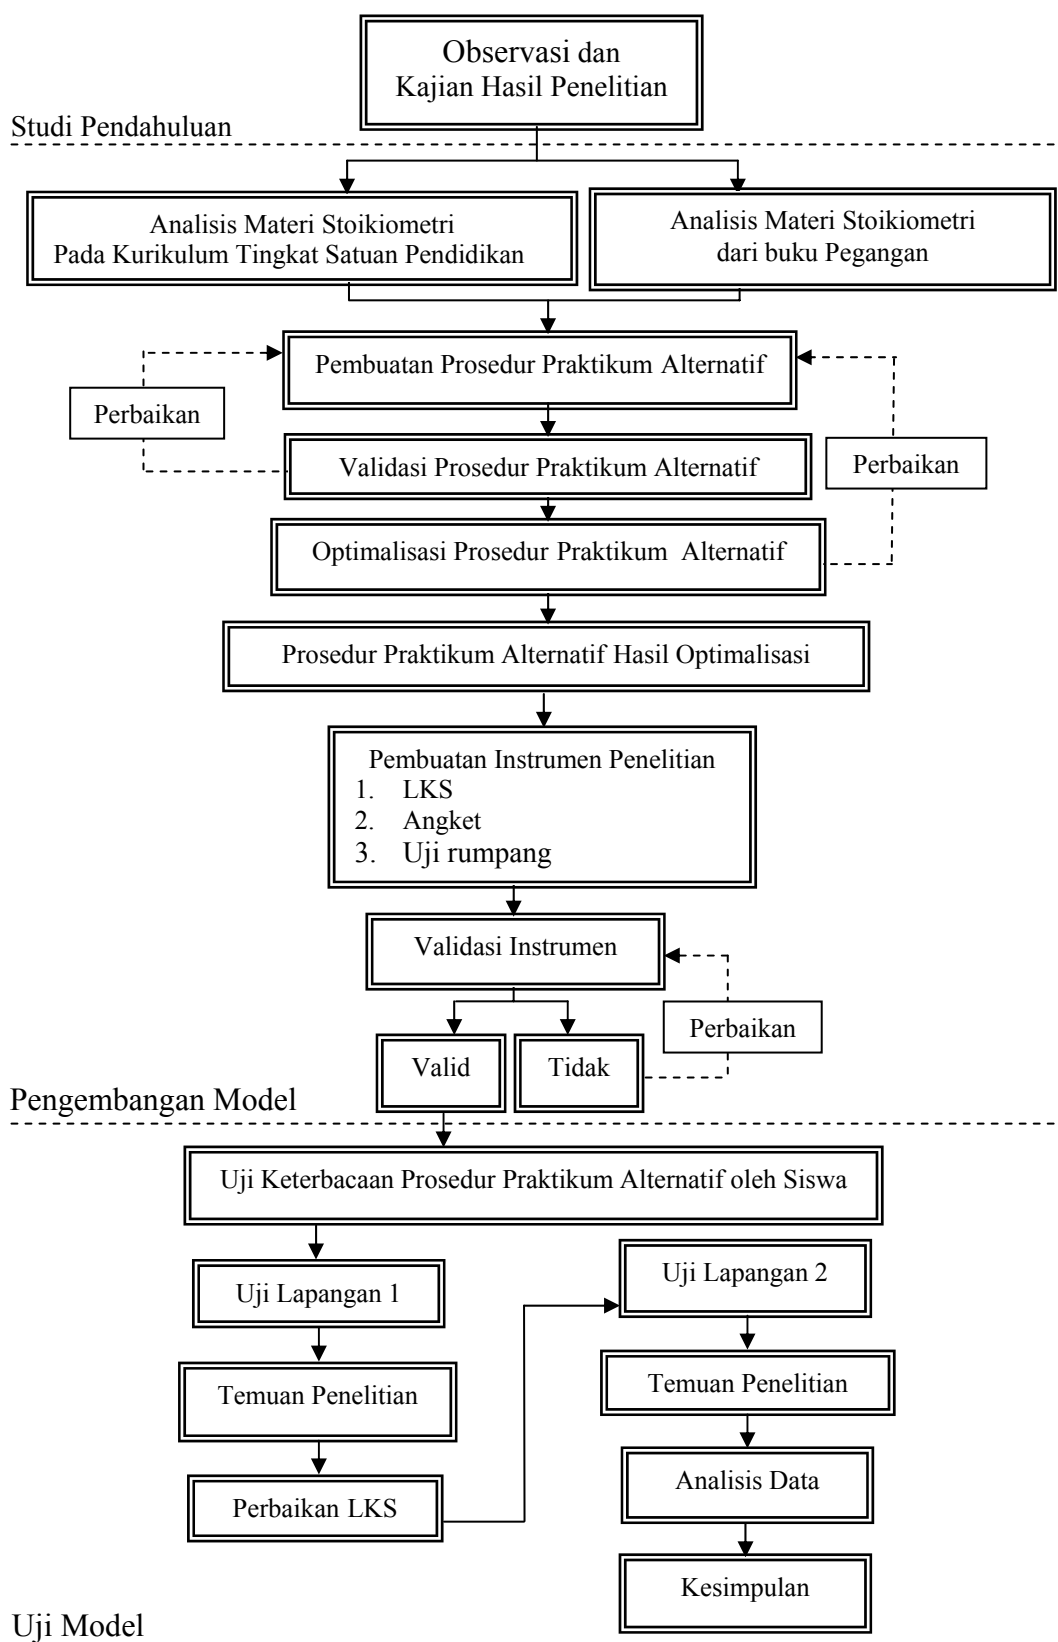 Observasi dan
Kajian Hasil Penelitian
Studi Pendahuluan
Analisis Materi Stoikiometri
Pada Kurikulum Tingkat Satuan Pendidikan
Analisis Materi Stoikiometri
dari buku Pegangan
Pembuatan Prosedur Praktikum Alternatif
Perbaikan
Validasi Prosedur Praktikum Alternatif
Perbaikan
Optimalisasi Prosedur Praktikum Alternatif
Prosedur Praktikum Alternatif Hasil Optimalisasi
Pembuatan Instrumen Penelitian
1. LKS
2. Angket
3. Uji rumpang
Validasi Instrumen
Perbaikan
Valid
Tidak
Pengembangan Model
Uji Keterbacaan Prosedur Praktikum Alternatif oleh Siswa
Uji Lapangan 1
Temuan Penelitian
Perbaikan LKS
Uji Lapangan 2
Temuan Penelitian
Analisis Data
Kesimpulan
Uji Model